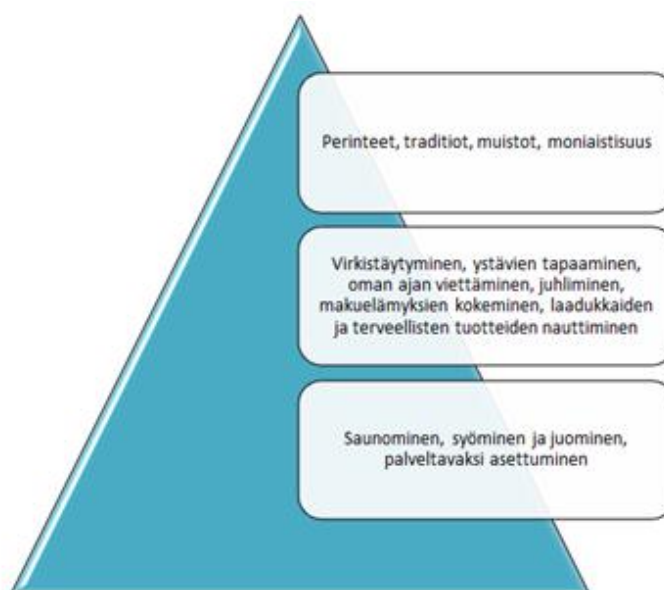 Perinteet, traditiot, muistot, moniaistisuus
Virkistäytyminen, ystävien tapaaminen,
oman ajan viettäminen, juhliminen,
makuelämyksien kokeminen, laadukkaiden
ja terveellisten tuotteiden nauttiminen
Saunominen, syöminen ja juominen,
palveltavaksi asettuminen